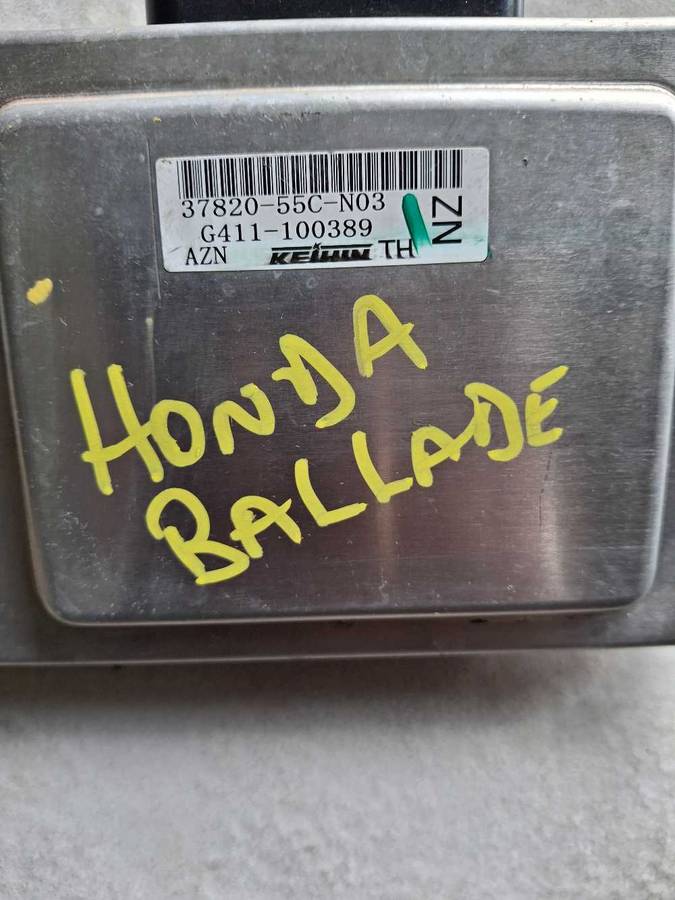 37820-55C-N03
G411-100389
AZN KEIHIN TH
NZ
HONDA
BALLADE